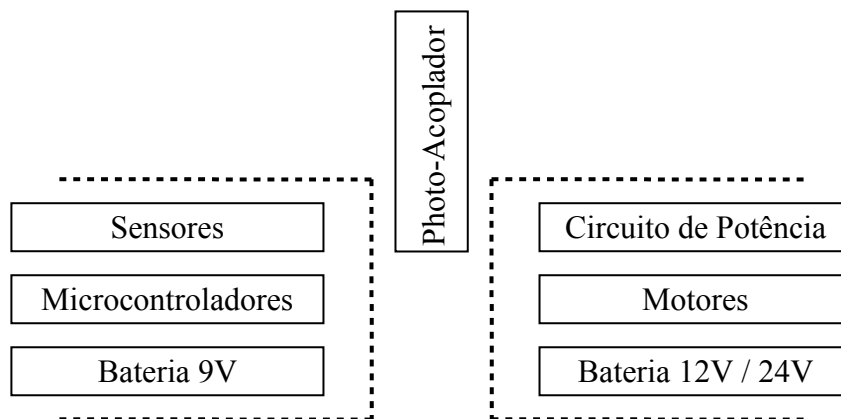 Photo-Acoplador
Sensores
Microcontroladores
Bateria 9V
Circuito de Potência
Motores
Bateria 12V / 24V